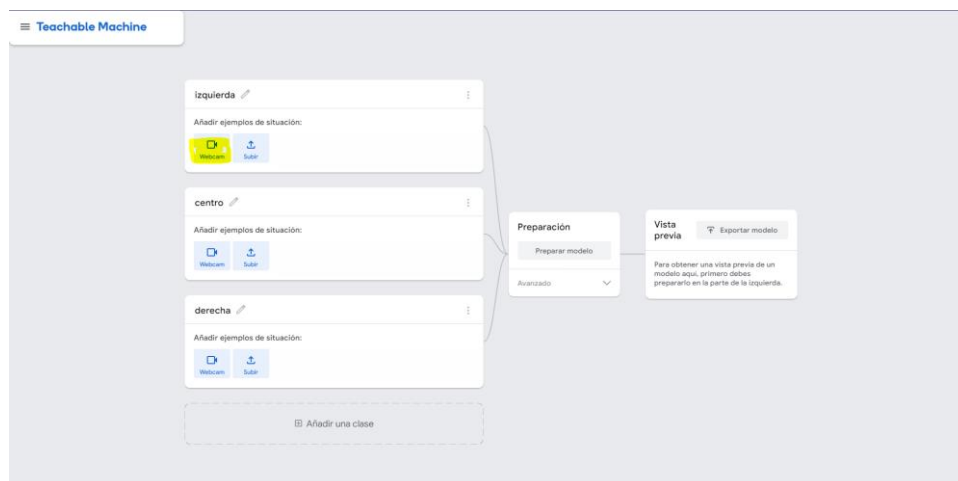 Teachable Machine
izquierda
Añadir ejemplos de situación:
Webcam Subir
centro
Añadir ejemplos de situación:
Webcam Subir
derecha
Añadir ejemplos de situación:
Webcam Subir
Añadir una clase
Preparación
Preparar modelo
Avanzado
Vista
previa
Exportar modelo
Para obtener una vista previa de un
modelo aquí, primero debes
prepararlo en la parte de la izquierda.